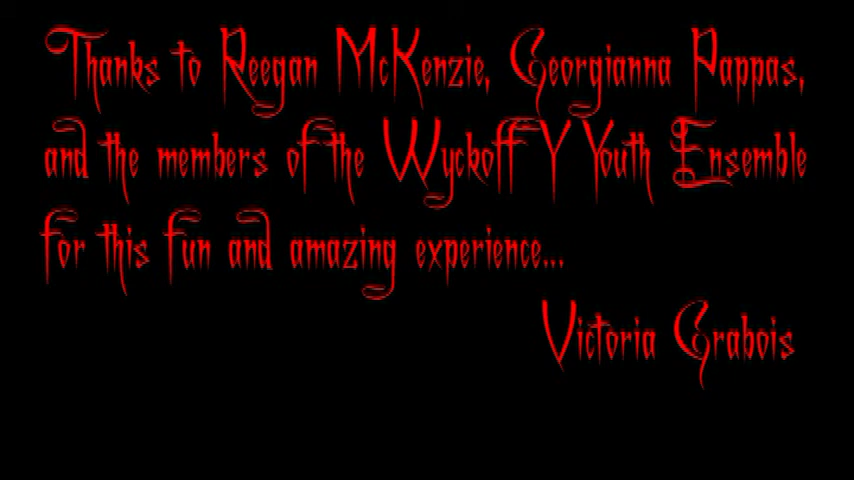 Thanks to Reegan McKenzie, Georgianna Pappas,
and the members of the Wyckoff Y Youth Ensemble
for this fun and amazing experience...
Victoria Grabois